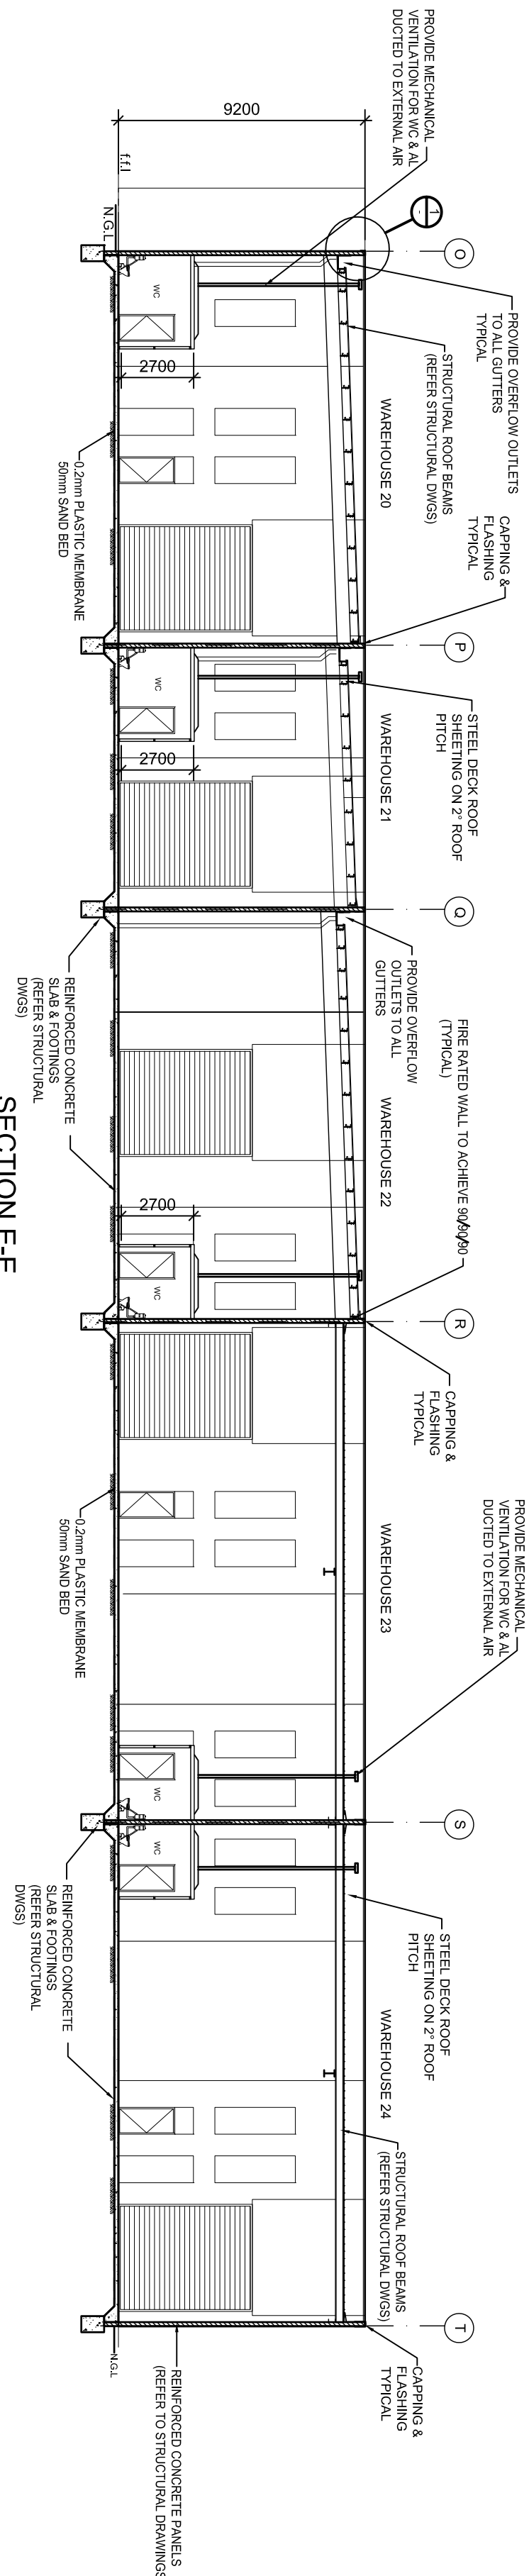 PROVIDE MECHANICAL
VENTILATION FOR WC & AL
DUCTED TO EXTERNAL AIR
9200
f.f.l
N.G.L
1
O
PROVIDE OVERFLOW OUTLETS
TO ALL GUTTERS
TYPICAL
STRUCTURAL ROOF BEAMS
(REFER STRUCTURAL DWGS)
WAREHOUSE 20
WC
2700
0.2mm PLASTIC MEMBRANE
50mm SAND BED
CAPPING &
FLASHING
TYPICAL
P
STEEL DECK ROOF
SHEETING ON 2° ROOF
PITCH
WAREHOUSE 21
WC
2700
Q
PROVIDE OVERFLOW
OUTLETS TO ALL
GUTTERS
REINFORCED CONCRETE
SLAB & FOOTINGS
(REFER STRUCTURAL
DWGS)
FIRE RATED WALL TO ACHIEVE 90/90/90
(TYPICAL)
WAREHOUSE 22
2700
WC
R
CAPPING &
FLASHING
TYPICAL
SECTION F-F
0.2mm PLASTIC MEMBRANE
50mm SAND BED
WAREHOUSE 23
PROVIDE MECHANICAL
VENTILATION FOR WC & AL
DUCTED TO EXTERNAL AIR
WC
S
WC
STEEL DECK ROOF
SHEETING ON 2° ROOF
PITCH
REINFORCED CONCRETE
SLAB & FOOTINGS
(REFER STRUCTURAL
DWGS)
WAREHOUSE 24
STRUCTURAL ROOF BEAMS
(REFER STRUCTURAL DWGS)
T
CAPPING &
FLASHING
TYPICAL
N.G.L
REINFORCED CONCRETE PANELS
(REFER TO STRUCTURAL DRAWINGS